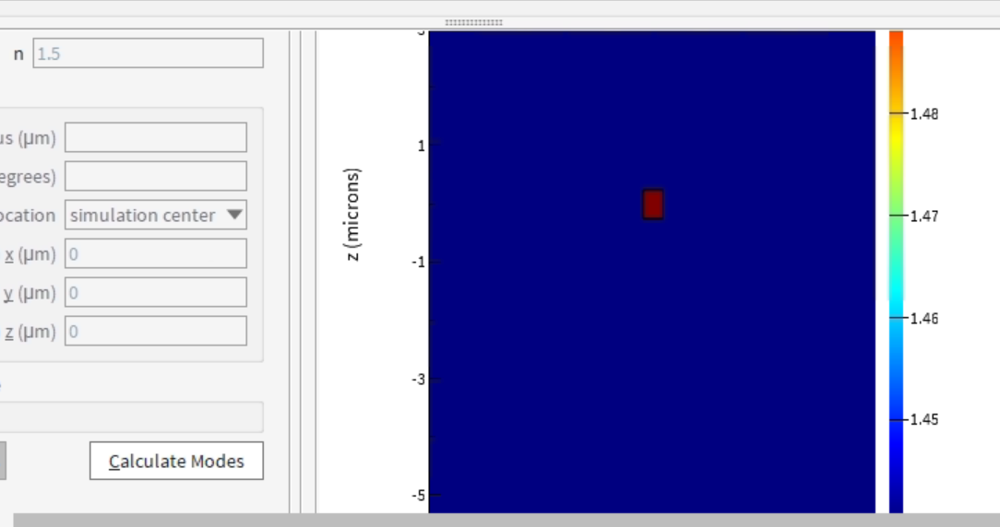 n 1.5
us (µm)
egrees)
ocation simulation center
x (µm) 0
y (µm) 0
z (µm) 0
Calculate Modes
z (microns)
1
-1
-3
-5
1.48
1.47
1.46
1.45